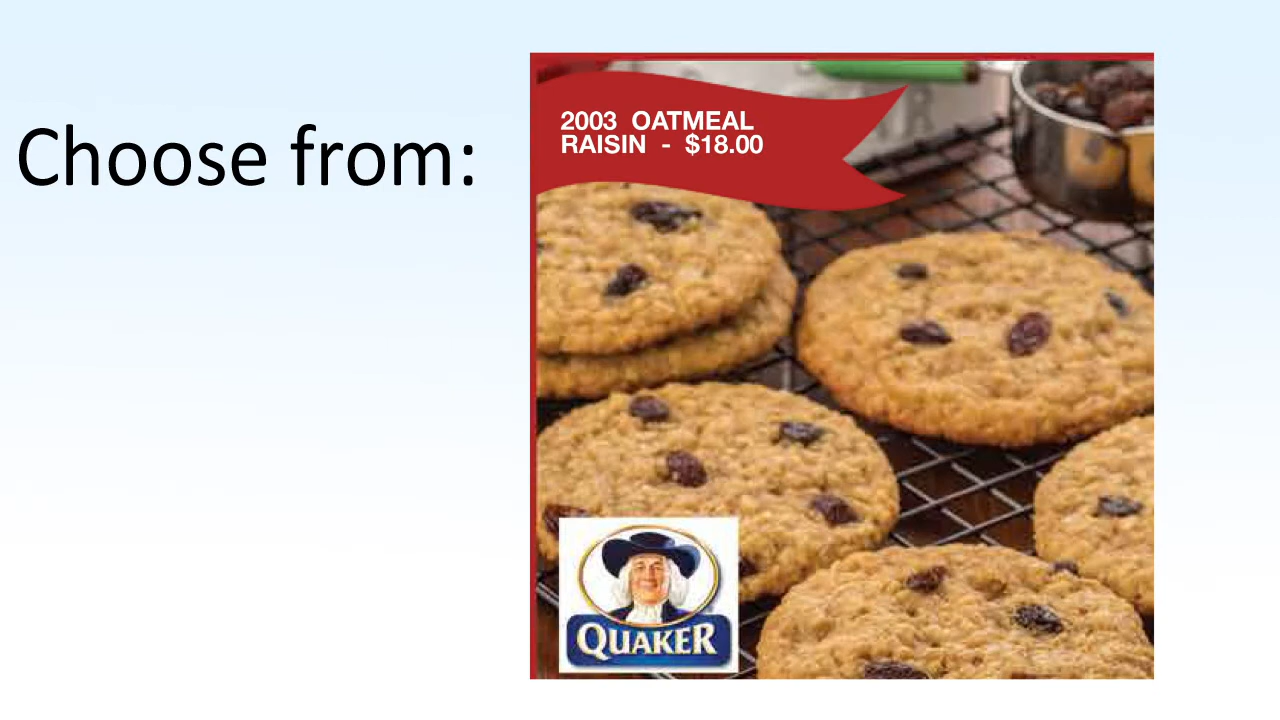 Choose from:
2003 OATMEAL
RAISIN - $18.00
QUAKER